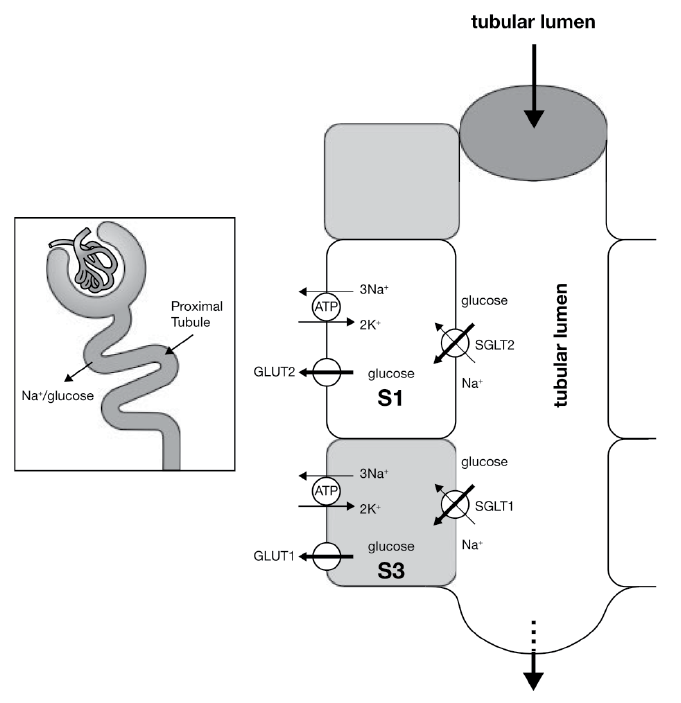 tubular lumen
Proximal
Tubule
Na⁺/glucose
3Na⁺
ATP
2K⁺
GLUT2
glucose
S1
glucose
SGLT2
Na⁺
tubular lumen
3Na⁺
ATP
2K⁺
GLUT1
glucose
S3
glucose
SGLT1
Na⁺